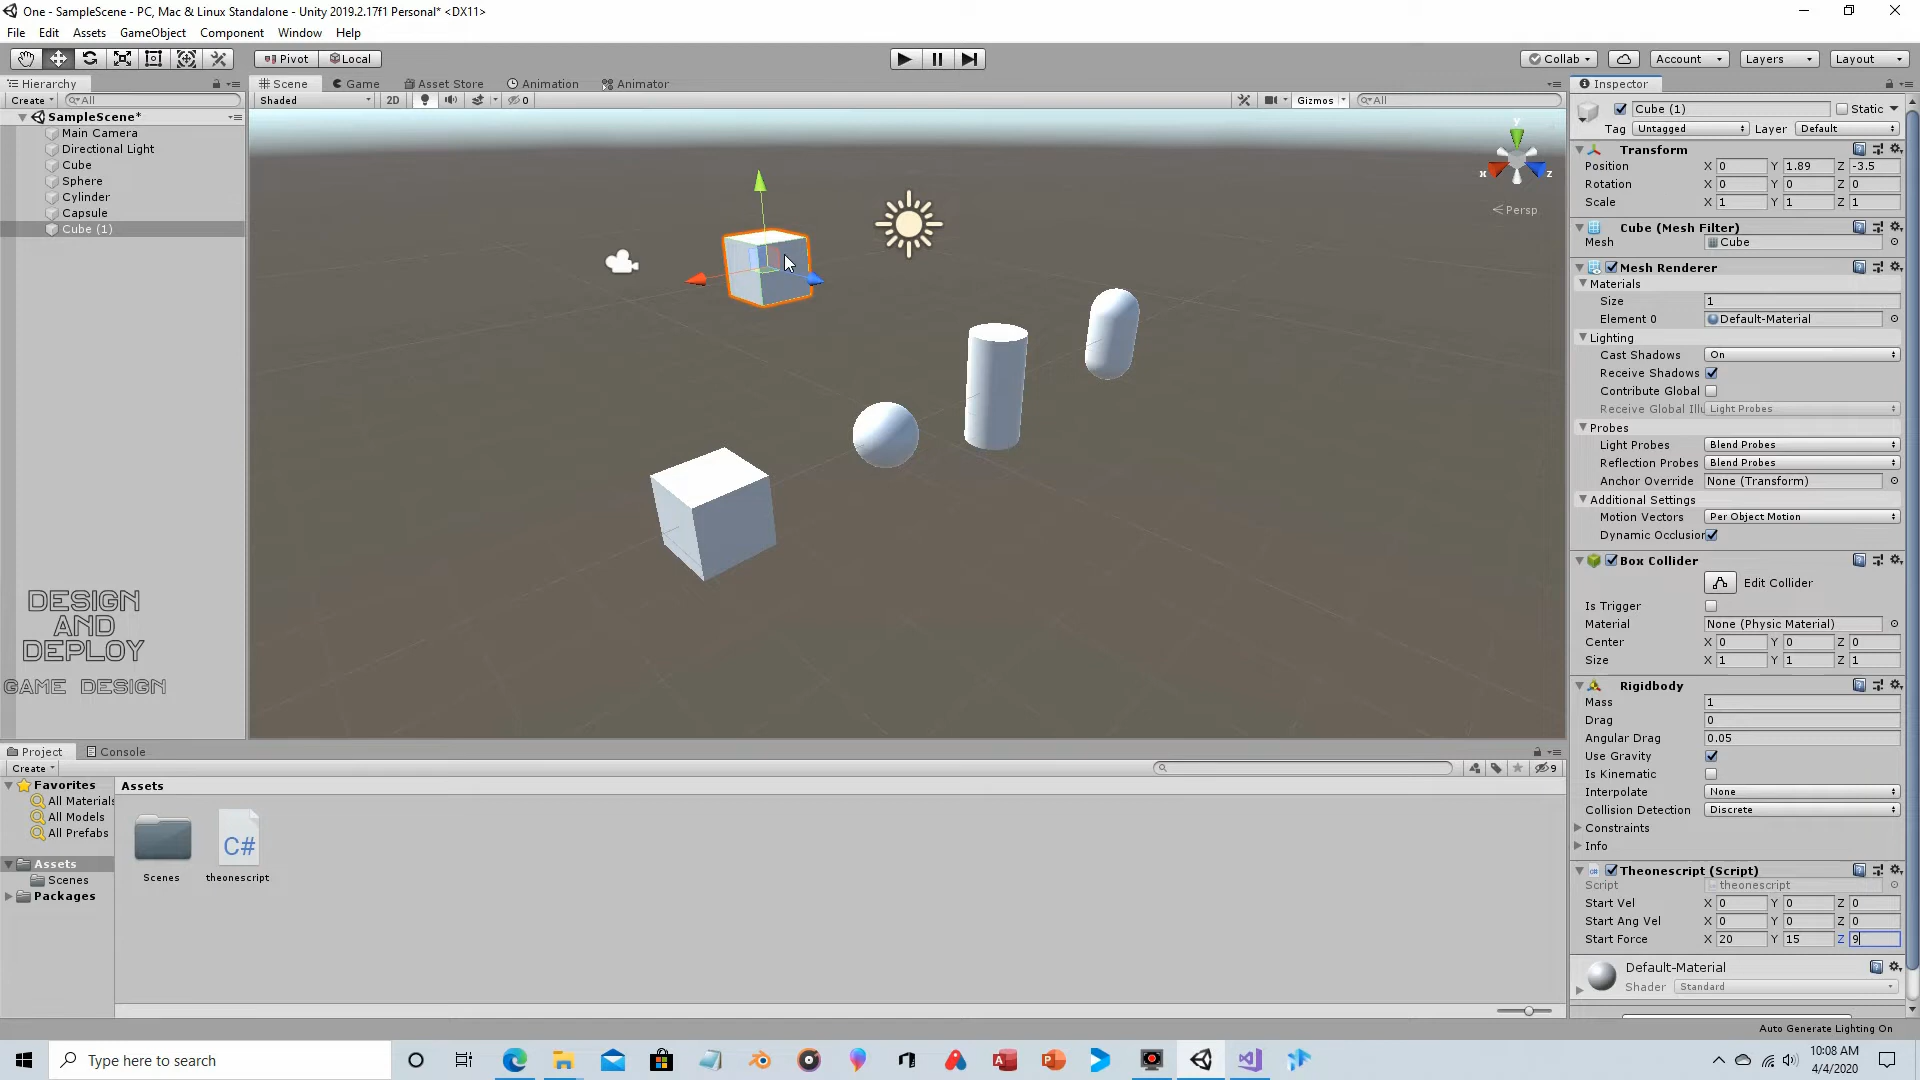 One - SampleScene - PC, Mac & Linux Standalone - Unity 2019.2.17f1 Personal* <DX11>
File Edit Assets GameObject Component Window Help
Pivot Local Collab Account Layers Layout
Hierarchy
Create All
SampleScene*
Main Camera
Directional Light
Cube
Sphere
Cylinder
Capsule
Cube (1)
DESIGN
AND
DEPLOY
GAME DESIGN
Scene Game Asset Store Animation Animator
Shaded 2D 0 Gizmos All
y
x z
Persp
Inspector
Cube (1) Static
Tag Untagged Layer Default
Transform
Position X 0 Y 1.89 Z -3.5
Rotation X 0 Y 0 Z 0
Scale X 1 Y 1 Z 1
Cube (Mesh Filter)
Mesh Cube
Mesh Renderer
Materials
Size 1
Element 0 Default-Material
Lighting
Cast Shadows On
Receive Shadows
Contribute Global
Receive Global Illu Light Probes
Probes
Light Probes Blend Probes
Reflection Probes Blend Probes
Anchor Override None (Transform)
Additional Settings
Motion Vectors Per Object Motion
Dynamic Occlusion
Box Collider
Edit Collider
Is Trigger
Material None (Physic Material)
Center X 0 Y 0 Z 0
Size X 1 Y 1 Z 1
Rigidbody
Mass 1
Drag 0
Angular Drag 0.05
Use Gravity
Is Kinematic
Interpolate None
Collision Detection Discrete
Constraints
Info
Theonescript (Script)
Script theonescript
Start Vel X 0 Y 0 Z 0
Start Ang Vel X 0 Y 0 Z 0
Start Force X 20 Y 15 Z 9
Default-Material
Shader Standard
Project Console
Create 9
Favorites
All Materials
All Models
All Prefabs
Assets
Scenes
Packages
Assets
C#
Scenes theonescript
Auto Generate Lighting On
Type here to search
10:08 AM
4/4/2020